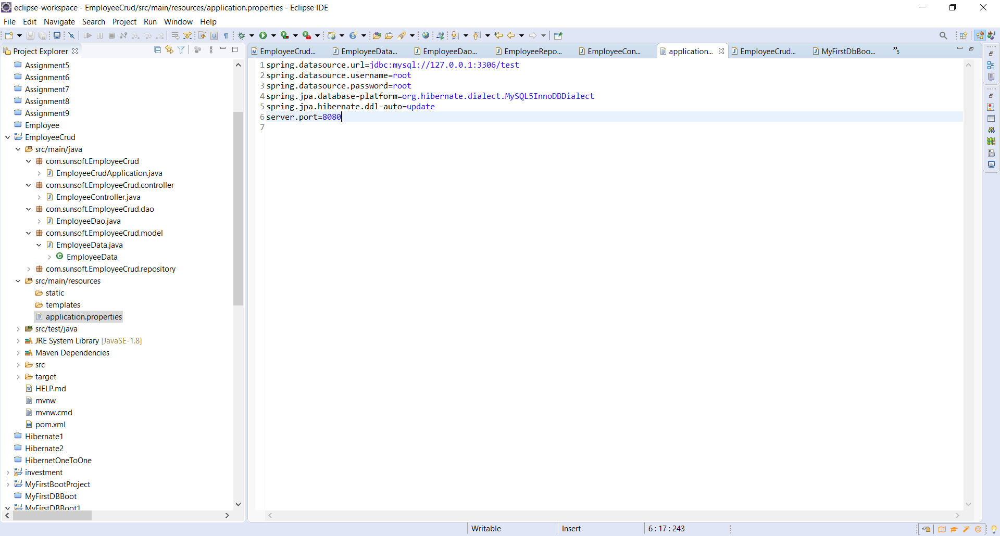 eclipse-workspace - EmployeeCrud/src/main/resources/application.properties - Eclipse IDE
File Edit Navigate Search Project Run Window Help
Project Explorer
Assignment5
Assignment6
Assignment7
Assignment8
Assignment9
Employee
EmployeeCrud
src/main/java
com.sunsoft.EmployeeCrud
EmployeeCrudApplication.java
com.sunsoft.EmployeeCrud.controller
EmployeeController.java
com.sunsoft.EmployeeCrud.dao
EmployeeDao.java
com.sunsoft.EmployeeCrud.model
EmployeeData.java
EmployeeData
com.sunsoft.EmployeeCrud.repository
src/main/resources
static
templates
application.properties
src/test/java
JRE System Library [JavaSE-1.8]
Maven Dependencies
src
target
HELP.md
mvnw
mvnw.cmd
pom.xml
Hibernate1
Hibernate2
HibernetOneToOne
investment
MyFirstBootProject
MyFirstDBBoot
MyFirstDBBoot1
EmployeeCrud... EmployeeData... EmployeeDao... EmployeeRepo... EmployeeCon... application... EmployeeCrud... MyFirstDbBoo... »5
1 spring.datasource.url=jdbc:mysql://127.0.0.1:3306/test
2 spring.datasource.username=root
3 spring.datasource.password=root
4 spring.jpa.database-platform=org.hibernate.dialect.MySQL5InnoDBDialect
5 spring.jpa.hibernate.ddl-auto=update
6 server.port=8080
7
Writable Insert 6 : 17 : 243